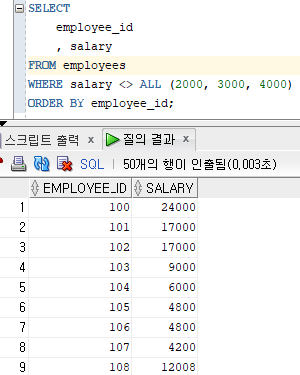 SELECT
employee_id
, salary
FROM employees
WHERE salary <> ALL (2000, 3000, 4000)
ORDER BY employee_id;
스크립트 출력 x 질의 결과 x
SQL | 50개의 행이 인출됨(0,003초)
EMPLOYEE_ID SALARY
1 100 24000
2 101 17000
3 102 17000
4 103 9000
5 104 6000
6 105 4800
7 106 4800
8 107 4200
9 108 12008